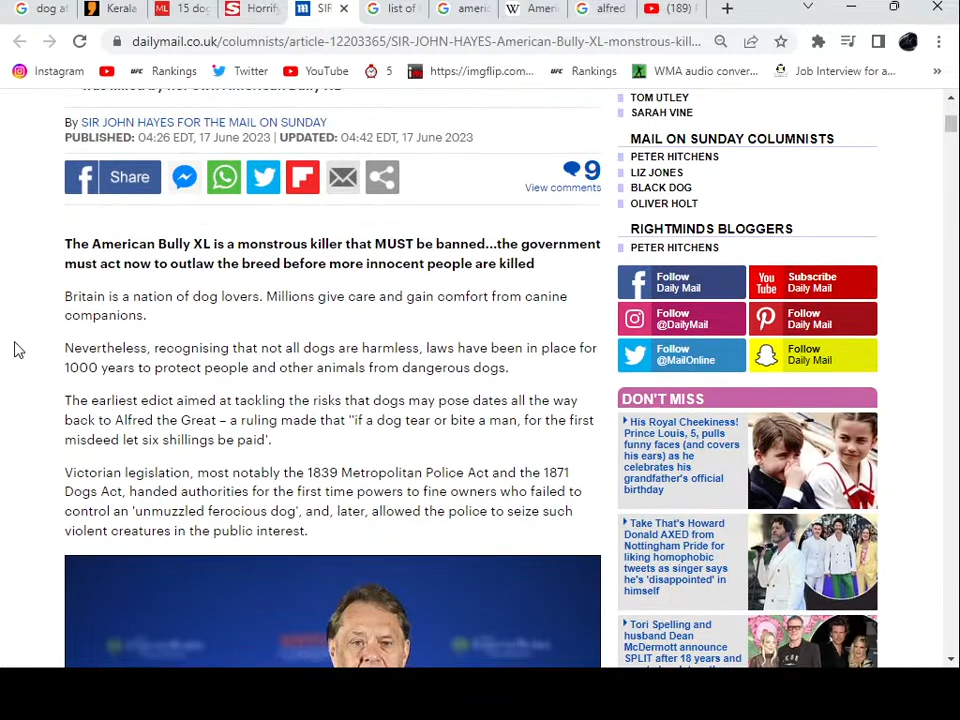 dog at
Kerala
15 dog
Horrify
SIR
list of
americ
Ameri
alfred
(189)
dailymail.co.uk/columnists/article-12203365/SIR-JOHN-HAYES-American-Bully-XL-monstrous-kill...
Instagram
Rankings
Twitter
YouTube
5
https://imgflip.com...
Rankings
WMA audio conver...
Job Interview for a...
»
By SIR JOHN HAYES FOR THE MAIL ON SUNDAY
PUBLISHED: 04:26 EDT, 17 June 2023 | UPDATED: 04:42 EDT, 17 June 2023
Share
9
View comments
The American Bully XL is a monstrous killer that MUST be banned...the government
must act now to outlaw the breed before more innocent people are killed
Britain is a nation of dog lovers. Millions give care and gain comfort from canine
companions.
Nevertheless, recognising that not all dogs are harmless, laws have been in place for
1000 years to protect people and other animals from dangerous dogs.
The earliest edict aimed at tackling the risks that dogs may pose dates all the way
back to Alfred the Great – a ruling made that "if a dog tear or bite a man, for the first
misdeed let six shillings be paid'.
Victorian legislation, most notably the 1839 Metropolitan Police Act and the 1871
Dogs Act, handed authorities for the first time powers to fine owners who failed to
control an 'unmuzzled ferocious dog', and, later, allowed the police to seize such
violent creatures in the public interest.
TOM UTLEY
SARAH VINE
MAIL ON SUNDAY COLUMNISTS
PETER HITCHENS
LIZ JONES
BLACK DOG
OLIVER HOLT
RIGHTMINDS BLOGGERS
PETER HITCHENS
Follow
Daily Mail
You
Tube
Subscribe
Daily Mail
Follow
@DailyMail
Follow
Daily Mail
Follow
@MailOnline
Follow
Daily Mail
DON'T MISS
His Royal Cheekiness!
Prince Louis, 5, pulls
funny faces (and covers
his ears) as he
celebrates his
grandfather's official
birthday
Take That's Howard
Donald AXED from
Nottingham Pride for
liking homophobic
tweets as singer says
he's 'disappointed' in
himself
Tori Spelling and
husband Dean
McDermott announce
SPLIT after 18 years and